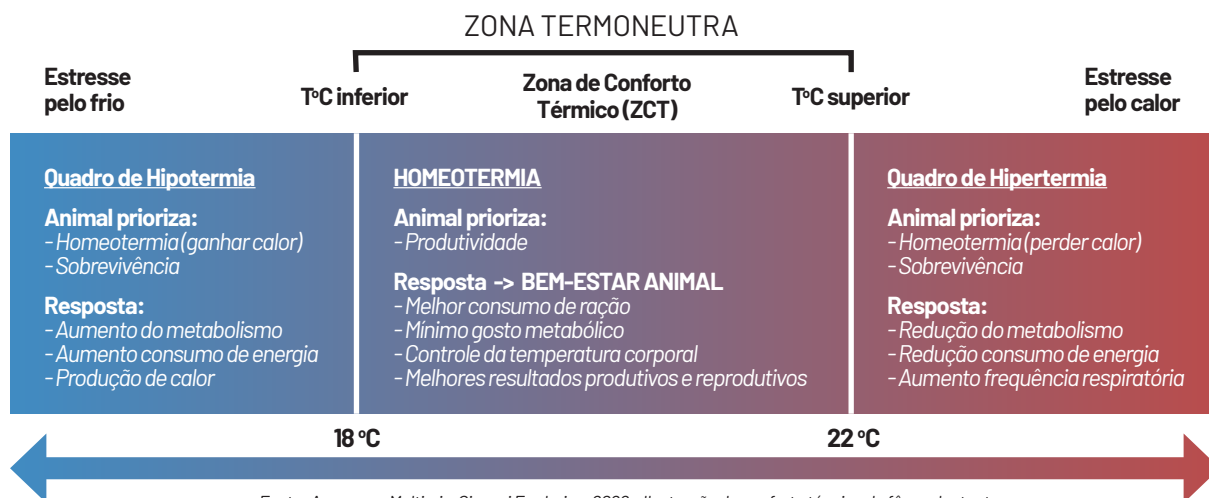 ZONA TERMONEUTRA
Estresse
pelo frio
TºC inferior
Zona de Conforto
Térmico (ZCT)
TºC superior
Estresse
pelo calor
Quadro de Hipotermia
Animal prioriza:
- Homeotermia (ganhar calor)
- Sobrevivência
Resposta:
- Aumento do metabolismo
- Aumento consumo de energia
- Produção de calor
HOMEOTERMIA
Animal prioriza:
- Produtividade
Resposta -> BEM-ESTAR ANIMAL
- Melhor consumo de ração
- Mínimo gosto metabólico
- Controle da temperatura corporal
- Melhores resultados produtivos e reprodutivos
Quadro de Hipertermia
Animal prioriza:
- Homeotermia (perder calor)
- Sobrevivência
Resposta:
- Redução do metabolismo
- Redução consumo de energia
- Aumento frequência respiratória
18 ºC
22 ºC